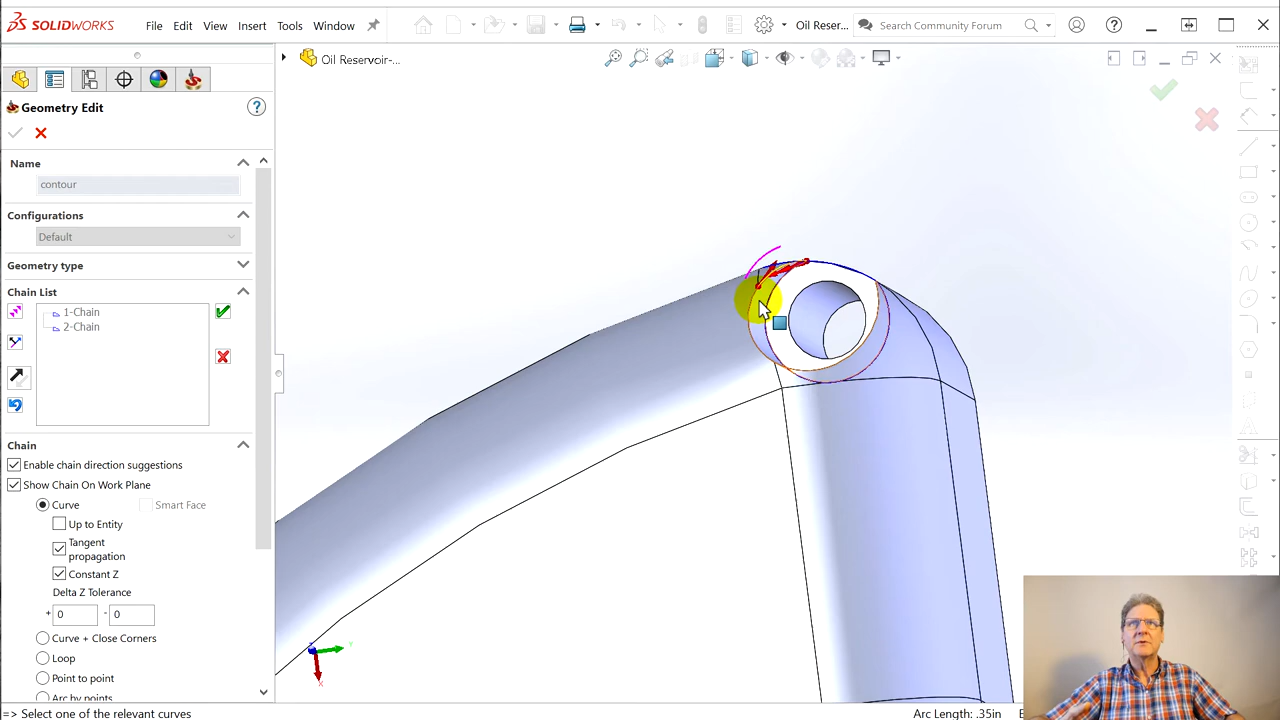 SOLIDWORKS File Edit View Insert Tools Window Oil Reser... Search Community Forum
Oil Reservoir-...
Geometry Edit
Name
contour
Configurations
Default
Geometry type
Chain List
1-Chain
2-Chain
Chain
Enable chain direction suggestions
Show Chain On Work Plane
Curve Smart Face
Up to Entity
Tangent
propagation
Constant Z
Delta Z Tolerance
+ 0 - 0
Curve + Close Corners
Loop
Point to point
Arc by points
=> Select one of the relevant curves Arc Length: .35in